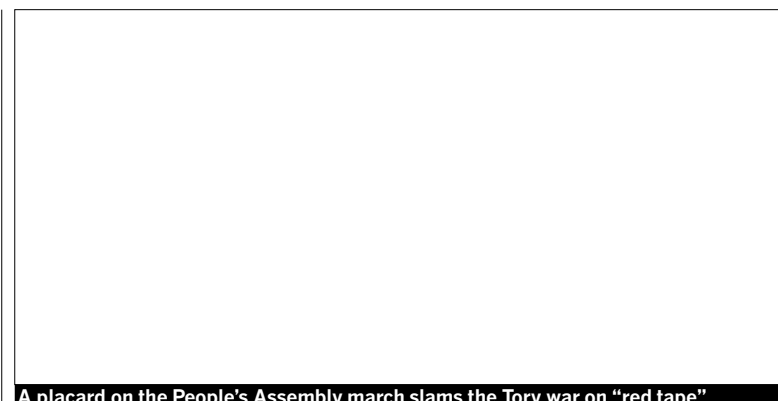 A placard on the People’s Assembly march slams the Tory war on “red tape”